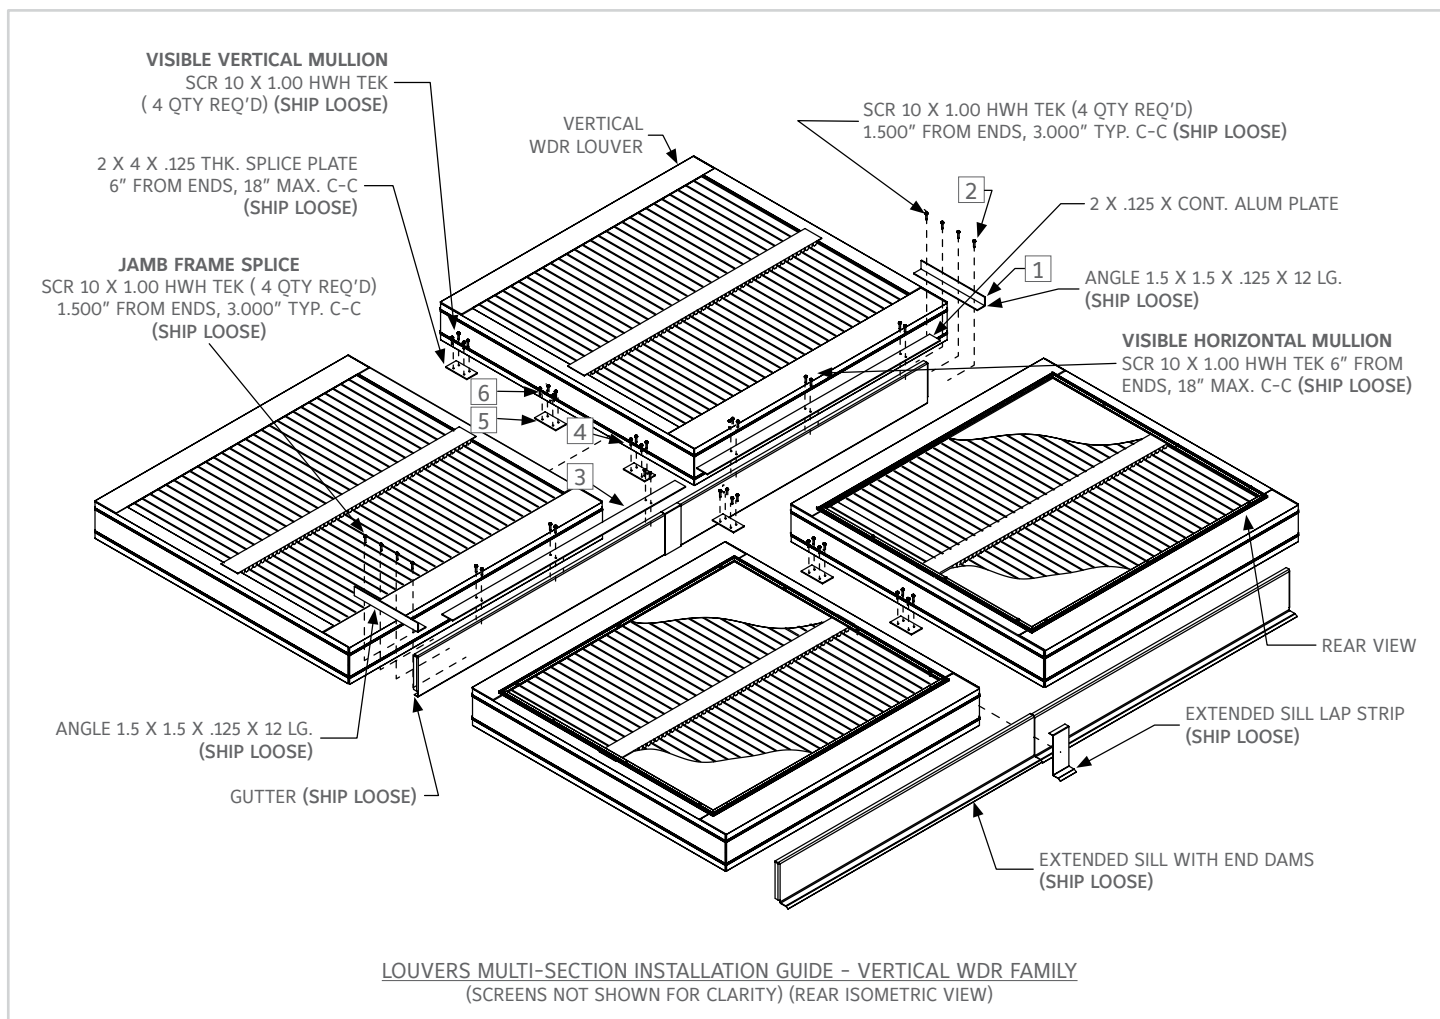 VISIBLE VERTICAL MULLION
SCR 10 X 1.00 HWH TEK
( 4 QTY REQ'D) (SHIP LOOSE)
2 X 4 X .125 THK. SPLICE PLATE
6” FROM ENDS, 18” MAX. C-C
(SHIP LOOSE)
JAMB FRAME SPLICE
SCR 10 X 1.00 HWH TEK ( 4 QTY REQ'D)
1.500” FROM ENDS, 3.000” TYP. C-C
(SHIP LOOSE)
VERTICAL
WDR LOUVER
SCR 10 X 1.00 HWH TEK (4 QTY REQ'D)
1.500” FROM ENDS, 3.000” TYP. C-C (SHIP LOOSE)
2
2 X .125 X CONT. ALUM PLATE
1
ANGLE 1.5 X 1.5 X .125 X 12 LG.
(SHIP LOOSE)
VISIBLE HORIZONTAL MULLION
SCR 10 X 1.00 HWH TEK 6” FROM
ENDS, 18” MAX. C-C (SHIP LOOSE)
6
5
4
3
REAR VIEW
ANGLE 1.5 X 1.5 X .125 X 12 LG.
(SHIP LOOSE)
GUTTER (SHIP LOOSE)
EXTENDED SILL LAP STRIP
(SHIP LOOSE)
EXTENDED SILL WITH END DAMS
(SHIP LOOSE)
LOUVERS MULTI-SECTION INSTALLATION GUIDE - VERTICAL WDR FAMILY
(SCREENS NOT SHOWN FOR CLARITY) (REAR ISOMETRIC VIEW)